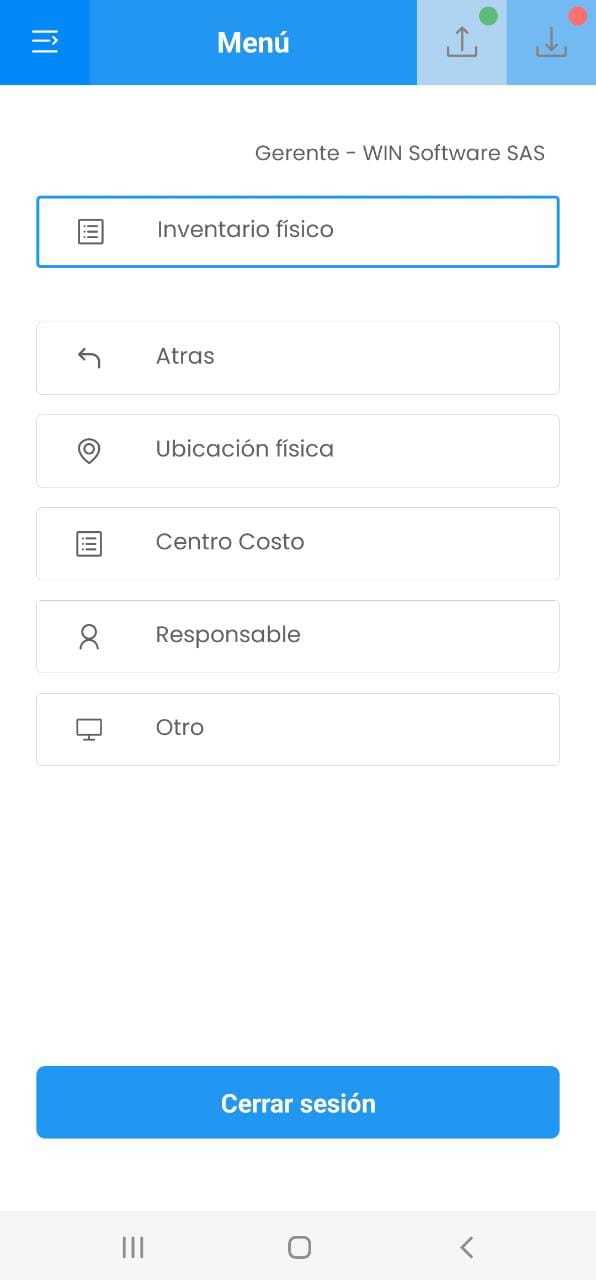 Menú
Gerente - WIN Software SAS
Inventario físico
Atras
Ubicación física
Centro Costo
Responsable
Otro
Cerrar sesión